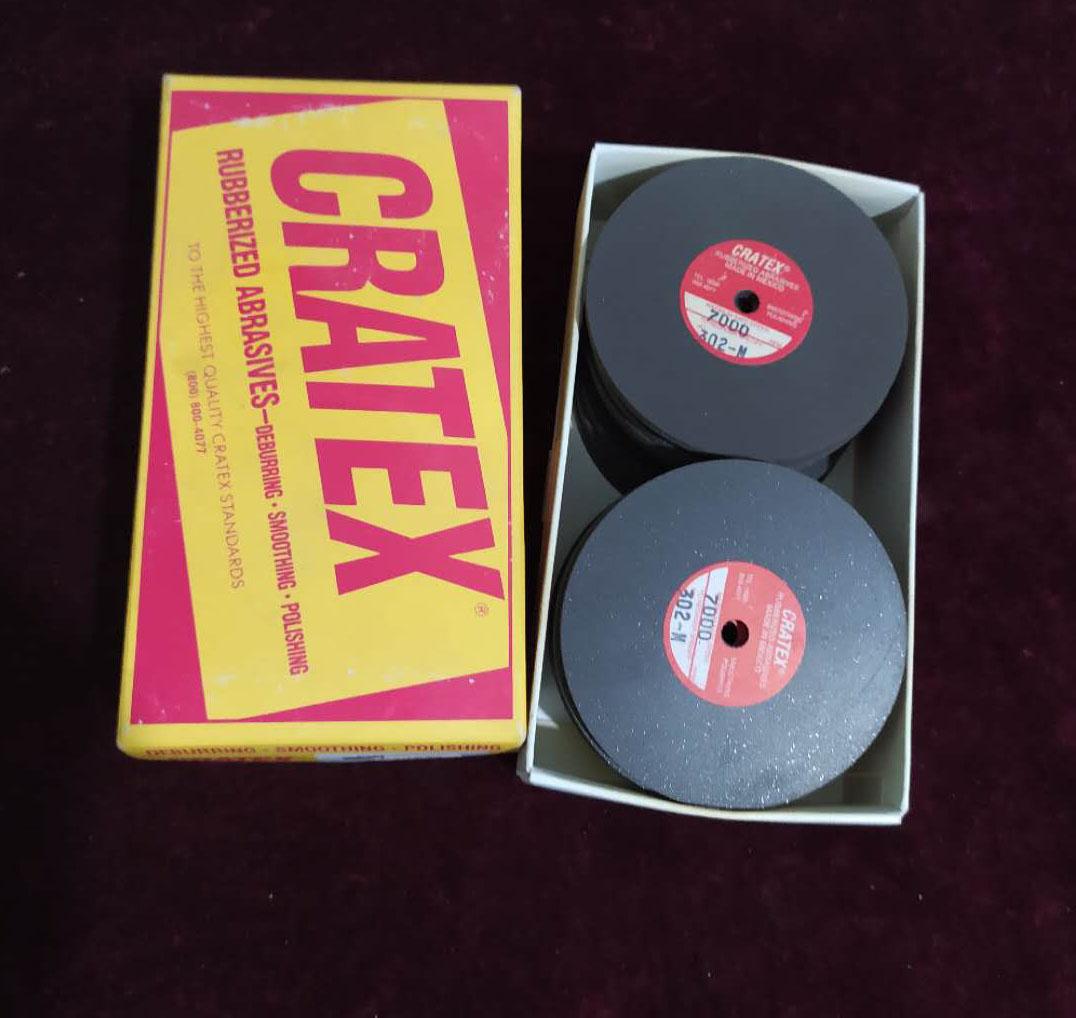 CRATEX®
RUBBERIZED ABRASIVES—DEBURRING • SMOOTHING • POLISHING
TO THE HIGHEST QUALITY CRATEX STANDARDS
(800) 800-4077
DEBURRING • SMOOTHING • POLISHING
CRATEX®
RUBBERIZED ABRASIVES
MADE IN MEXICO
7000
302-M
CRATEX®
RUBBERIZED ABRASIVES
MADE IN MEXICO
7000
302-M